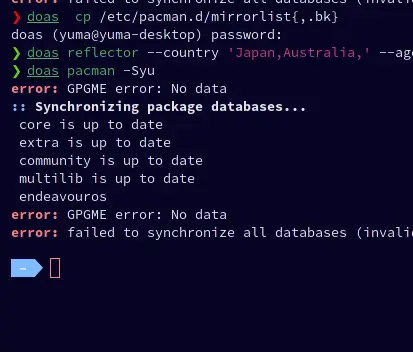 error: failed to synchronize all databases (inval
❯ doas  cp /etc/pacman.d/mirrorlist{,.bk}
doas (yuma@yuma-desktop) password:
❯ doas reflector --country 'Japan,Australia,' --age
❯ doas pacman -Syu
error: GPGME error: No data
:: Synchronizing package databases...
 core is up to date
 extra is up to date
 community is up to date
 multilib is up to date
 endeavouros
error: GPGME error: No data
error: failed to synchronize all databases (invali
~